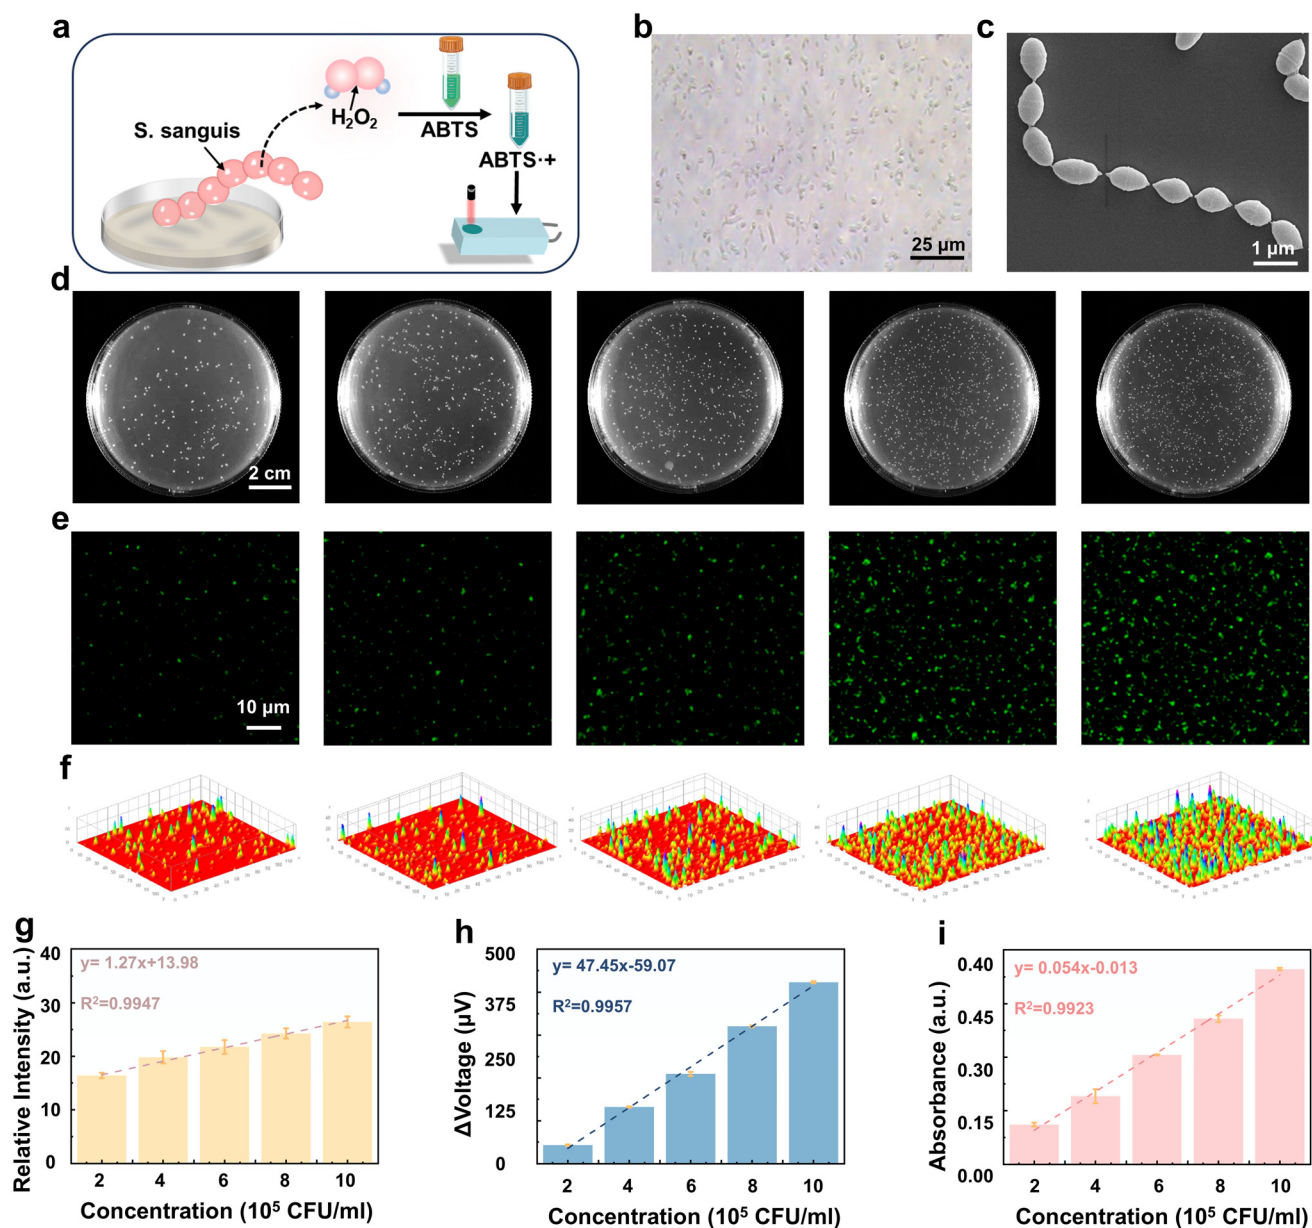 a
S. sanguis
H₂O₂
ABTS
ABTS·+
b
25 μm
c
1 μm
d
2 cm
e
10 μm
f
g
Relative Intensity (a.u.)
40
30
20
10
0
y= 1.27x+13.98
R²=0.9947
2 4 6 8 10
Concentration (10⁵ CFU/ml)
h
ΔVoltage (μV)
500
375
250
125
0
y= 47.45x-59.07
R²=0.9957
2 4 6 8 10
Concentration (10⁵ CFU/ml)
i
Absorbance (a.u.)
0.40
0.45
0.30
0.15
0.00
y= 0.054x-0.013
R²=0.9923
2 4 6 8 10
Concentration (10⁵ CFU/ml)